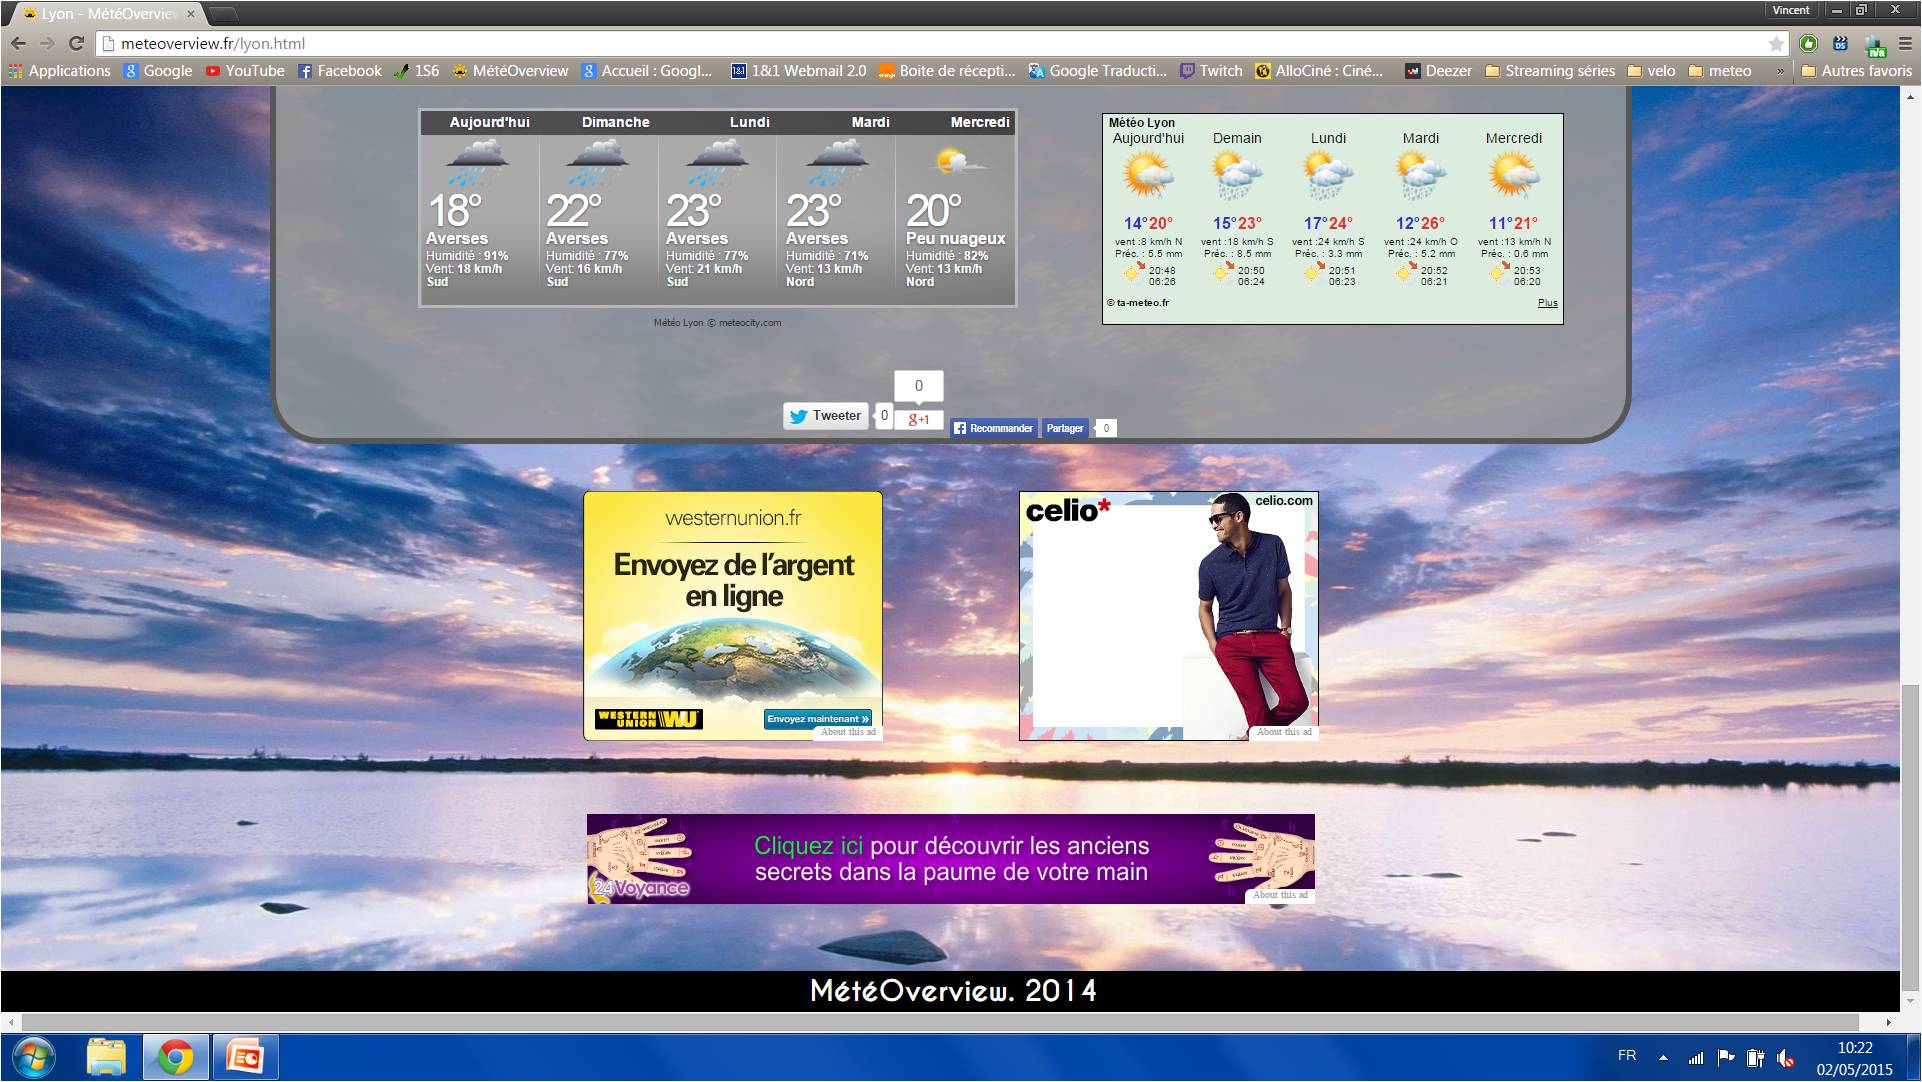 Lyon - MétéOverview
Vincent
meteoverview.fr/lyon.html
Applications Google YouTube Facebook 1S6 MétéOverview Accueil : Googl... 1&1 Webmail 2.0 Boite de récepti... Google Traducti... Twitch AlloCiné : Ciné... Deezer Streaming séries velo meteo » Autres favoris
DS
n/a
Aujourd'hui Dimanche Lundi Mardi Mercredi
18° 22° 23° 23° 20°
Averses Averses Averses Averses Peu nuageux
Humidité : 91% Humidité : 77% Humidité : 77% Humidité : 71% Humidité : 82%
Vent: 18 km/h Vent: 16 km/h Vent: 21 km/h Vent: 13 km/h Vent: 13 km/h
Sud Sud Sud Nord Nord
Météo Lyon © meteocity.com
Météo Lyon
Aujourd'hui Demain Lundi Mardi Mercredi
14°20° 15°23° 17°24° 12°26° 11°21°
vent :8 km/h N vent :18 km/h S vent :24 km/h S vent :24 km/h O vent :13 km/h N
Préc. : 5.5 mm Préc. : 8.5 mm Préc. : 3.3 mm Préc. : 5.2 mm Préc. : 0.6 mm
20:48 20:50 20:51 20:52 20:53
06:26 06:24 06:23 06:21 06:20
© ta-meteo.fr Plus
0
Tweeter 0 g+1 Recommander Partager 0
westernunion.fr
Envoyez de l'argent
en ligne
WESTERN
UNION WU
Envoyez maintenant »
About this ad
celio*
celio.com
About this ad
Cliquez ici pour découvrir les anciens
secrets dans la paume de votre main
24Voyance
About this ad
MétéOverview. 2014
FR
10:22
02/05/2015